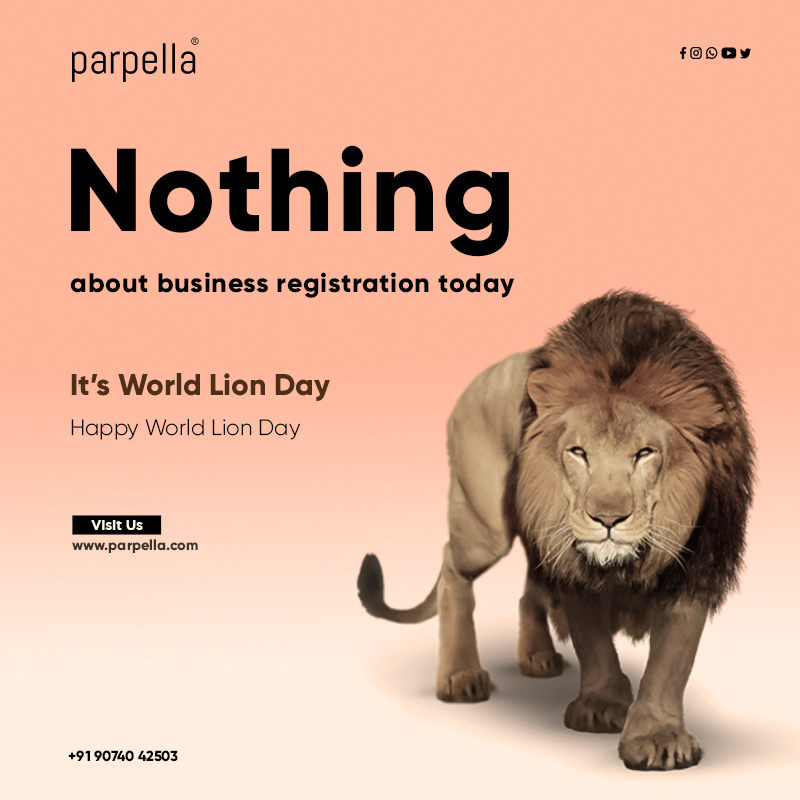 parpella®
Nothing
about business registration today
It's World Lion Day
Happy World Lion Day
Visit Us
www.parpella.com
+91 90740 42503